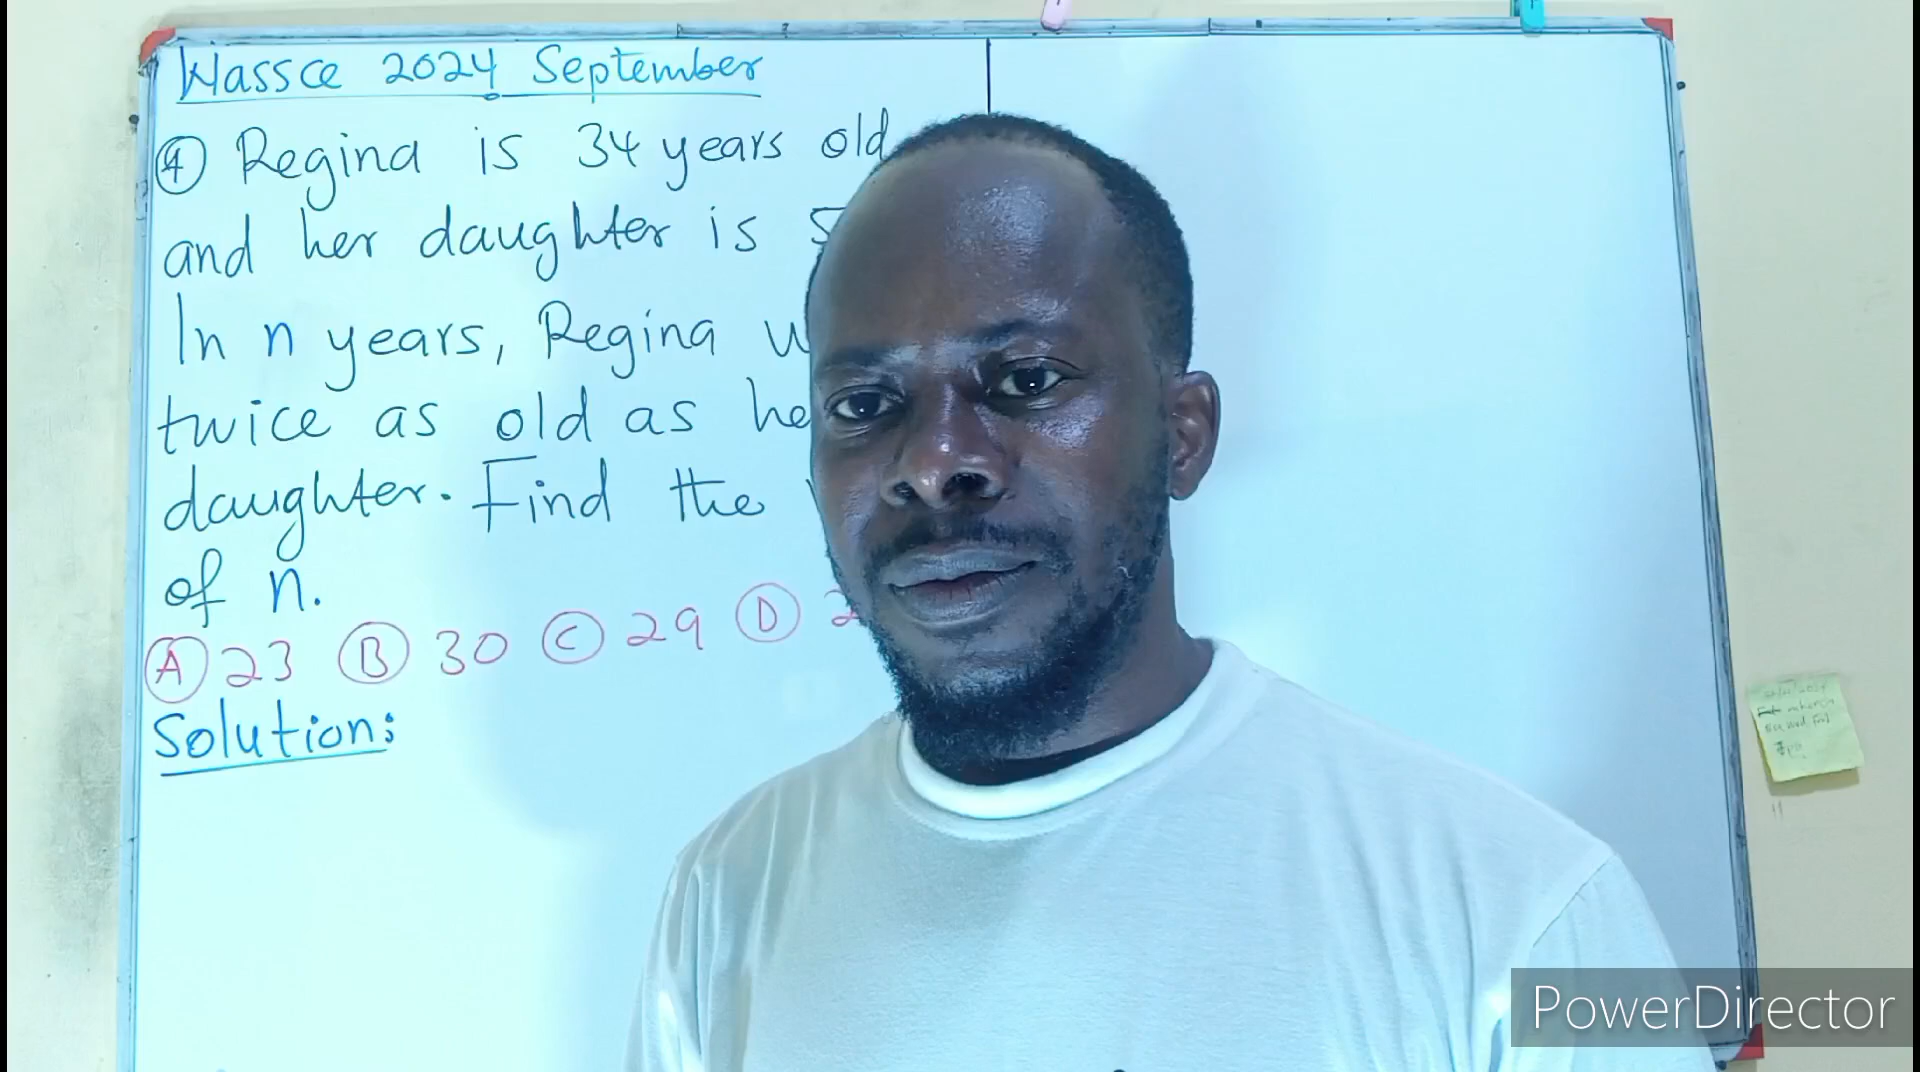 Wassce 2024 September
④ Regina is 34 years old
and her daughter is 5
In n years, Regina
twice as old as
daughter. Find the
of n.
Ⓐ 23 Ⓑ 30 Ⓒ 29 Ⓓ
Solution:
PowerDirector